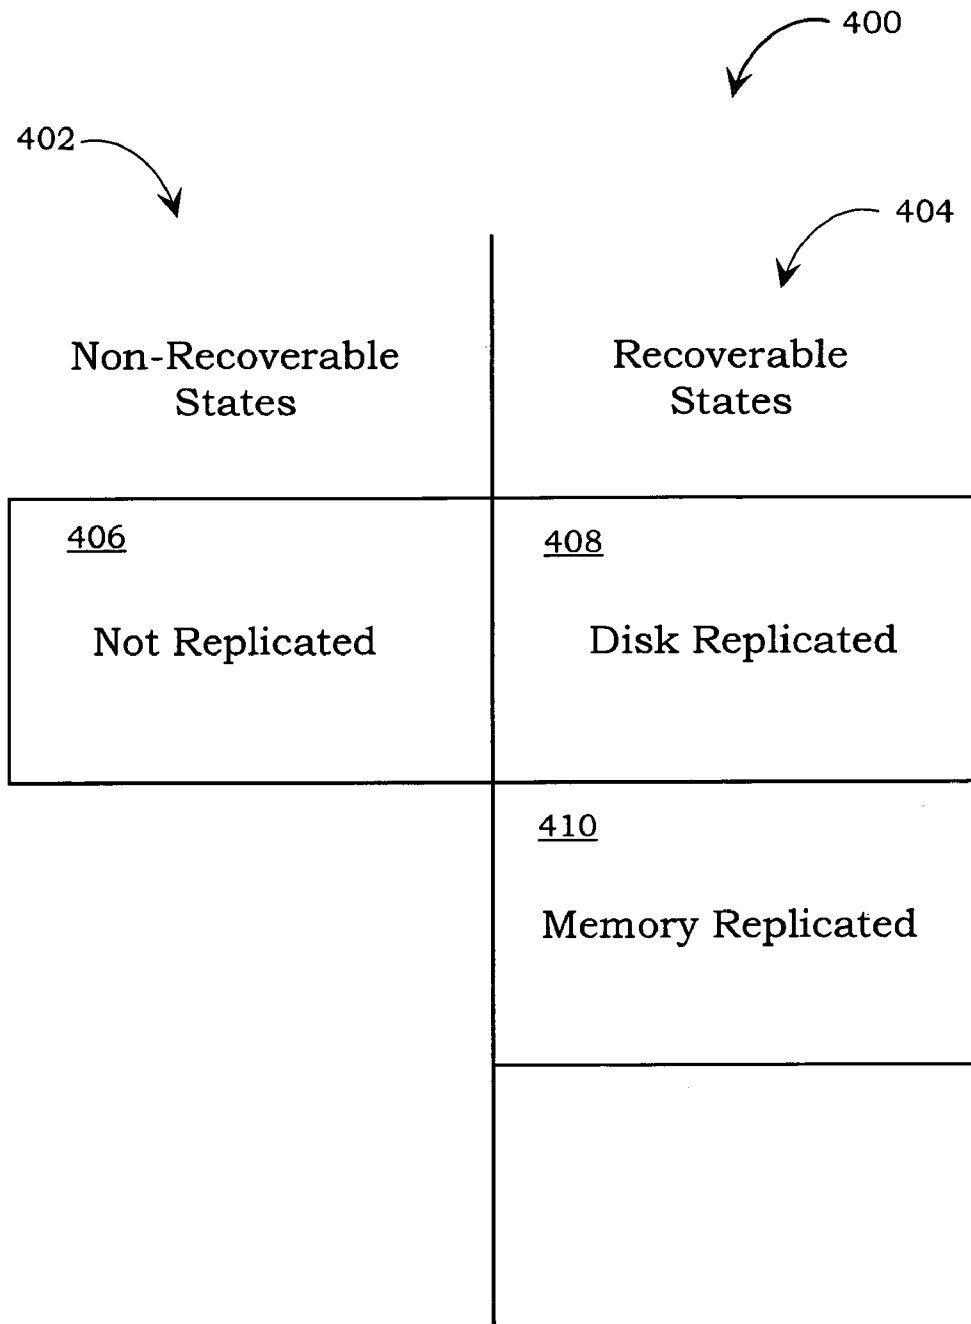 400
402
404
Non-Recoverable
States
Recoverable
States
406
Not Replicated
408
Disk Replicated
410
Memory Replicated